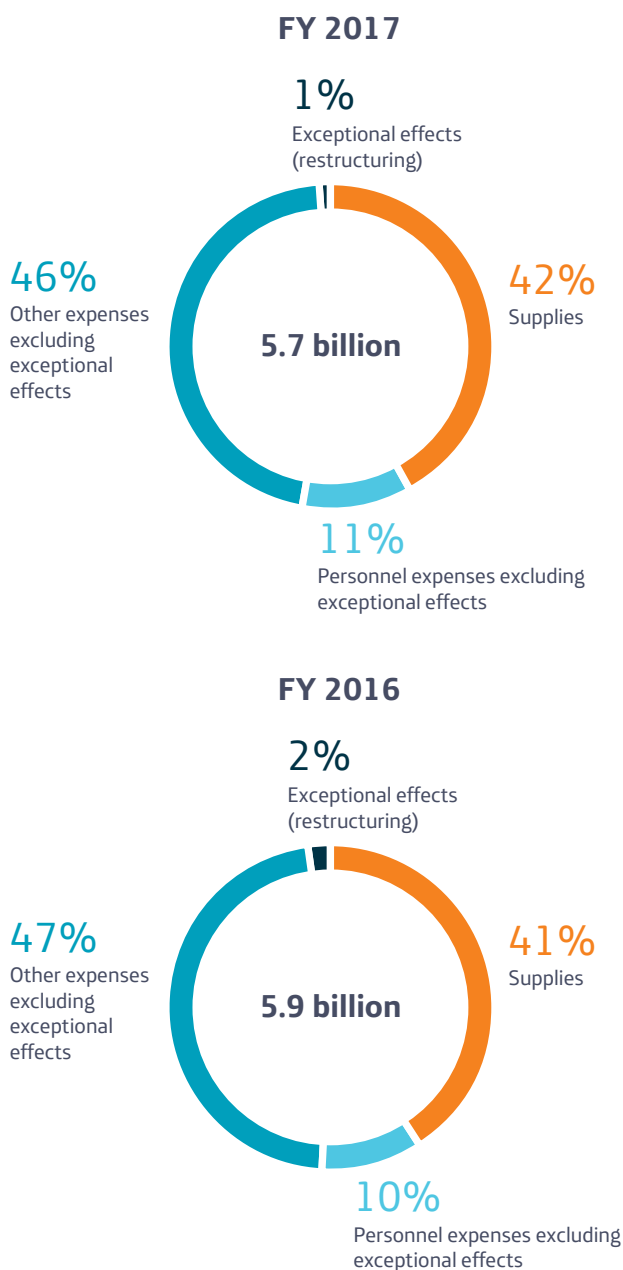 FY 2017
1%
Exceptional effects
(restructuring)
46%
Other expenses
excluding
exceptional
effects
5.7 billion
42%
Supplies
11%
Personnel expenses excluding
exceptional effects
FY 2016
2%
Exceptional effects
(restructuring)
47%
Other expenses
excluding
exceptional
effects
5.9 billion
41%
Supplies
10%
Personnel expenses excluding
exceptional effects